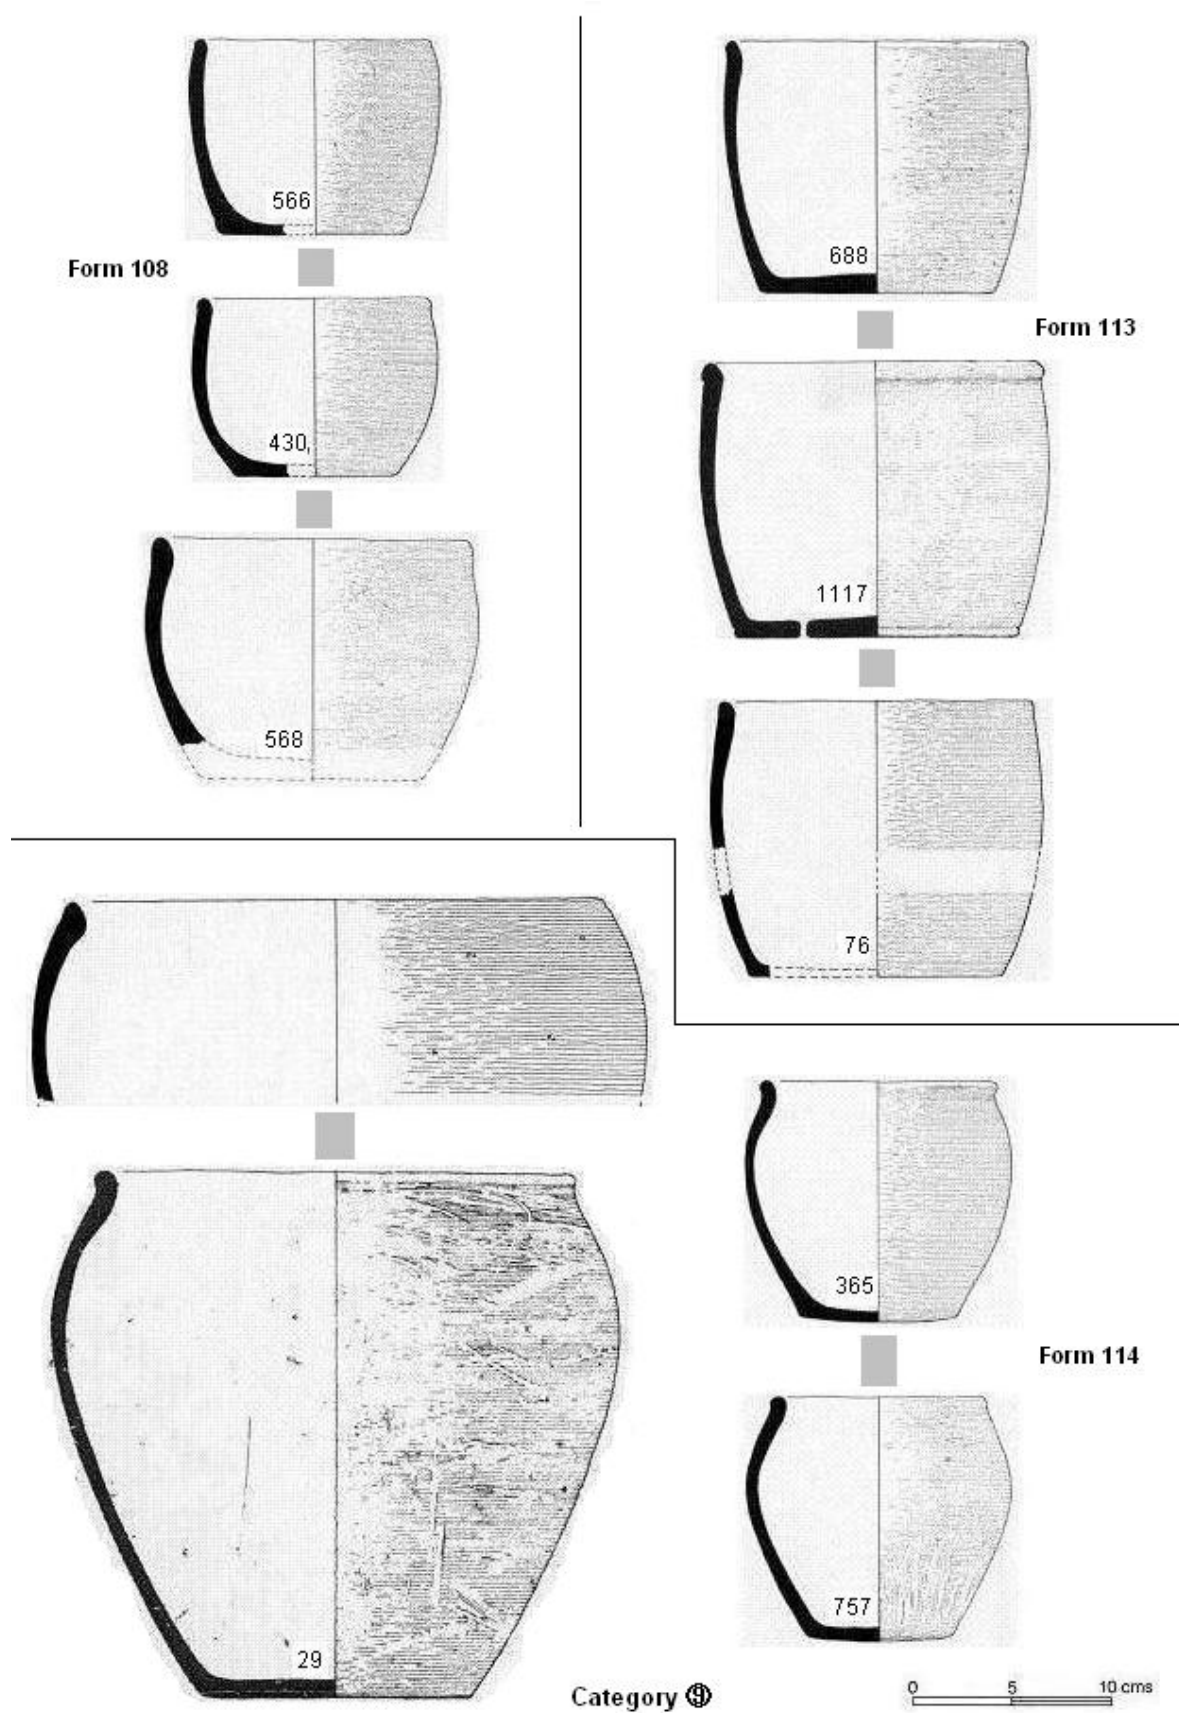 566
688
Form 108
Form 113
430,
1117
568
76
365
Form 114
757
29
Category ⑨
0 5 10 cms